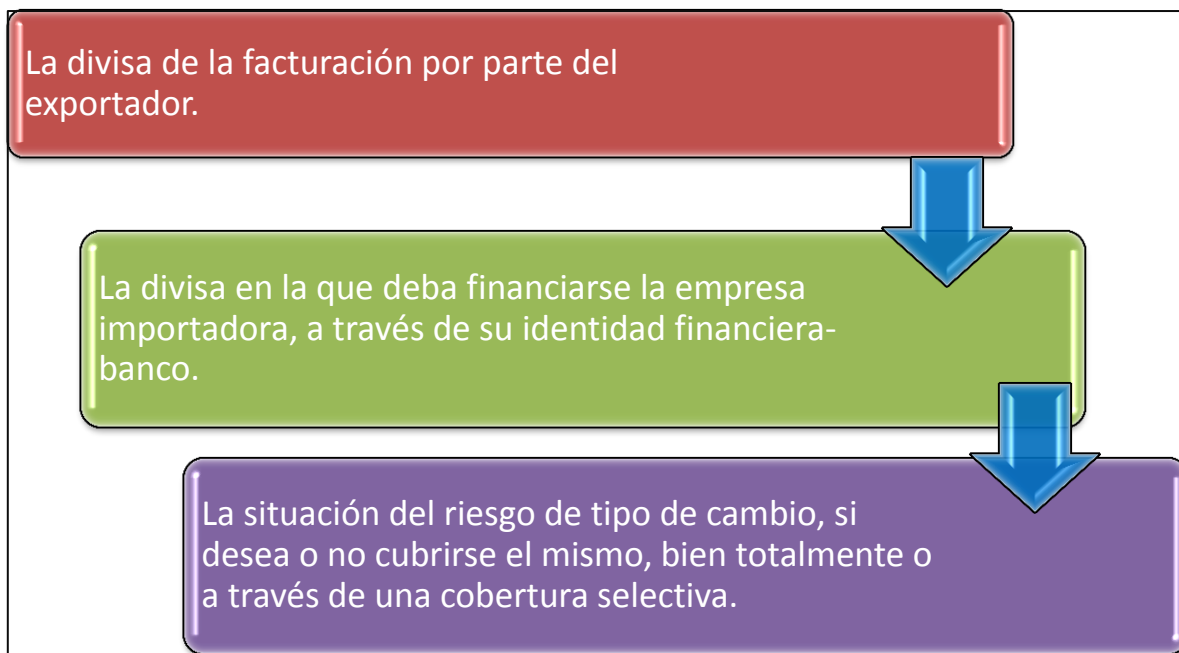 La divisa de la facturación por parte del
exportador.
La divisa en la que deba financiarse la empresa
importadora, a través de su identidad financiera-
banco.
La situación del riesgo de tipo de cambio, si
desea o no cubrirse el mismo, bien totalmente o
a través de una cobertura selectiva.